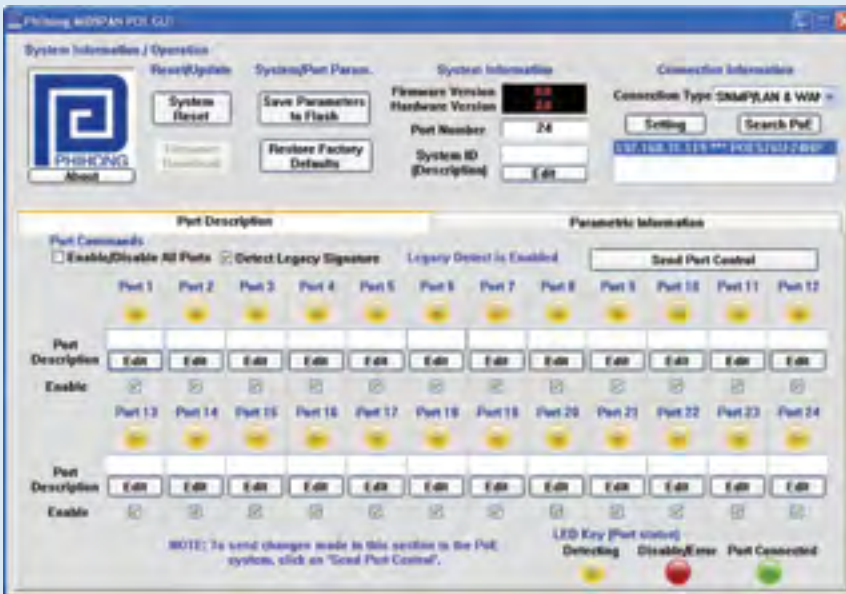 Phihong MIDSPAN POE GUI
System Information / Operation
Reset/Update
System/Port Param.
System Information
Connection Information
PHIHONG
About
System Reset
Save Parameters to Flash
Restore Factory Defaults
Firmware Version
Hardware Version
Port Number 24
System ID (Description)
Edit
Connection Type SNMP/LAN & WAN
Setting
Search PoE
Port Description
Parametric Information
Port Commands
Enable/Disable All Ports Detect Legacy Signature Legacy Detect is Enabled Send Port Control
Port 1 Port 2 Port 3 Port 4 Port 5 Port 6 Port 7 Port 8 Port 9 Port 10 Port 11 Port 12
Port Description
Edit Edit Edit Edit Edit Edit Edit Edit Edit Edit Edit Edit
Enable
Port 13 Port 14 Port 15 Port 16 Port 17 Port 18 Port 19 Port 20 Port 21 Port 22 Port 23 Port 24
Port Description
Edit Edit Edit Edit Edit Edit Edit Edit Edit Edit Edit Edit
Enable
NOTE: To send changes made in this section to the PoE
system, click on 'Send Port Control'.
LED Key (Port status)
Detecting Disable/Error Port Connected